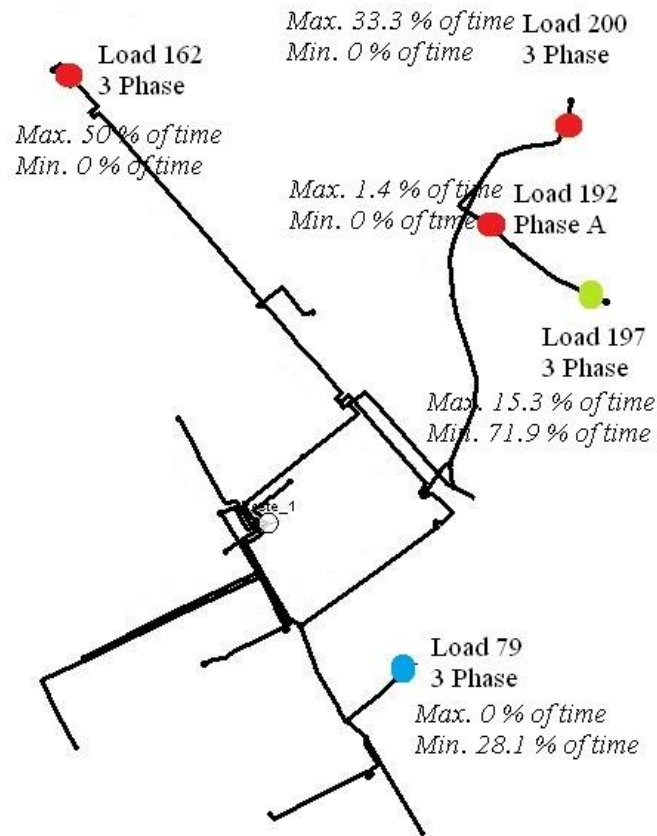 Max. 33.3 % of time
Min. 0 % of time
Load 200
3 Phase
Load 162
3 Phase
Max. 50 % of time
Min. 0 % of time
Max. 1.4 % of time
Min. 0 % of time
Load 192
Phase A
Load 197
3 Phase
Max. 15.3 % of time
Min. 71.9 % of time
Load 79
3 Phase
Max. 0 % of time
Min. 28.1 % of time